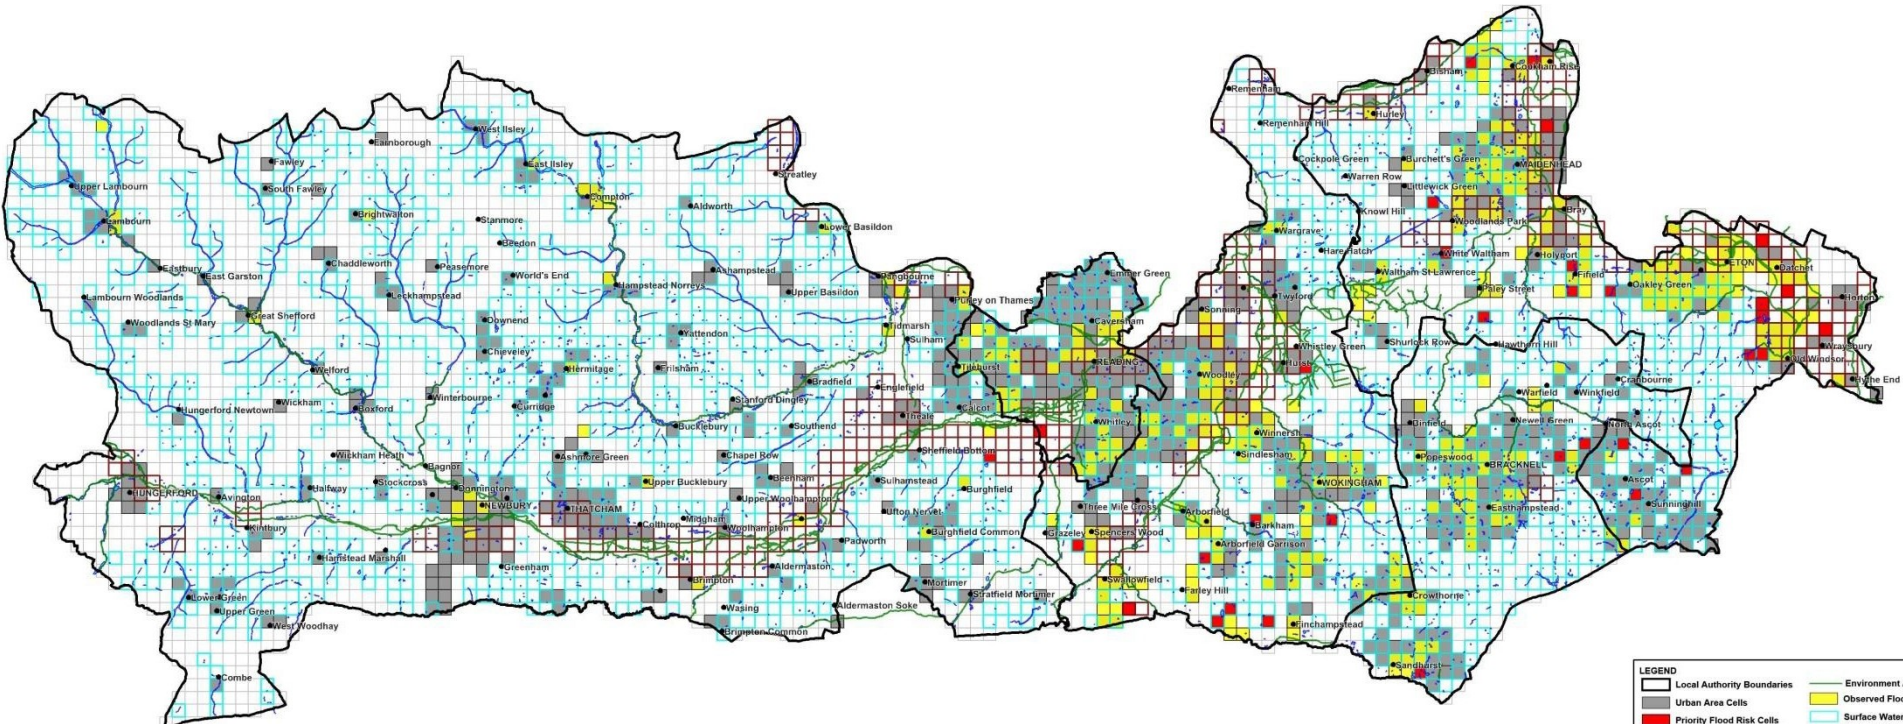 Remenham
Bisham
Cookham Rise
Hurley
Remenham Hill
West Ilsley
Farnborough
Fawley
East Ilsley
Streatley
Cockpole Green
Burchett's Green
MAIDENHEAD
Upper Lambourn
South Fawley
Compton
Warren Row
Littlewick Green
Lambourn
Brightwalton
Stanmore
Aldworth
Lower Basildon
Knowl Hill
Woodlands Park
Bray
Beedon
Wargrave
Hare Hatch
White Waltham
Holyport
Eastbury
East Garston
Chaddleworth
Peasemore
World's End
Ashampstead
Pangbourne
Emmer Green
Waltham St Lawrence
Fifield
ETON
Datchet
Lambourn Woodlands
Leckhampstead
Hampstead Norreys
Upper Basildon
Purley on Thames
Twyford
Paley Street
Oakley Green
Horton
Woodlands St Mary
Great Shefford
Downend
Yattendon
Tidmarsh
Sulham
Caversham
Sonning
Chieveley
Whistley Green
Shurlock Row
Hawthorn Hill
Wraysbury
Welford
Hermitage
Frilsham
Tilehurst
READING
Woodley
Hurst
Old Windsor
Hungerford Newtown
Wickham
Boxford
Winterbourne
Curridge
Stanford Dingley
Bradfield
Englefield
Theale
Calcot
Warfield
Winkfield
Cranbourne
Hythe End
Bucklebury
Southend
Whitley
Winnersh
Binfield
Newell Green
North Ascot
Wickham Heath
Bagnor
Ashmore Green
Chapel Row
Sheffield Bottom
Sindlesham
Popeswood
BRACKNELL
HUNGERFORD
Avington
Halfway
Stockcross
Donnington
NEWBURY
THATCHAM
Upper Bucklebury
Beenham
Sulhamstead
Burghfield
WOKINGHAM
Ascot
Kintbury
Colthrop
Midgham
Woolhampton
Upper Woolhampton
Ufton Nervet
Three Mile Cross
Arborfield
Barkham
Easthampstead
Sunninghill
Hamstead Marshall
Greenham
Padworth
Burghfield Common
Grazeley
Spencers Wood
Arborfield Garrison
Lower Green
Upper Green
Brimpton
Aldermaston
Mortimer
Stratfield Mortimer
Swallowfield
Farley Hill
Crowthorne
West Woodhay
Wasing
Brimpton Common
Aldermaston Soke
Finchampstead
Combe
Sandhurst
LEGEND
Local Authority Boundaries
Environment
Urban Area Cells
Observed Floo
Priority Flood Risk Cells
Surface Water